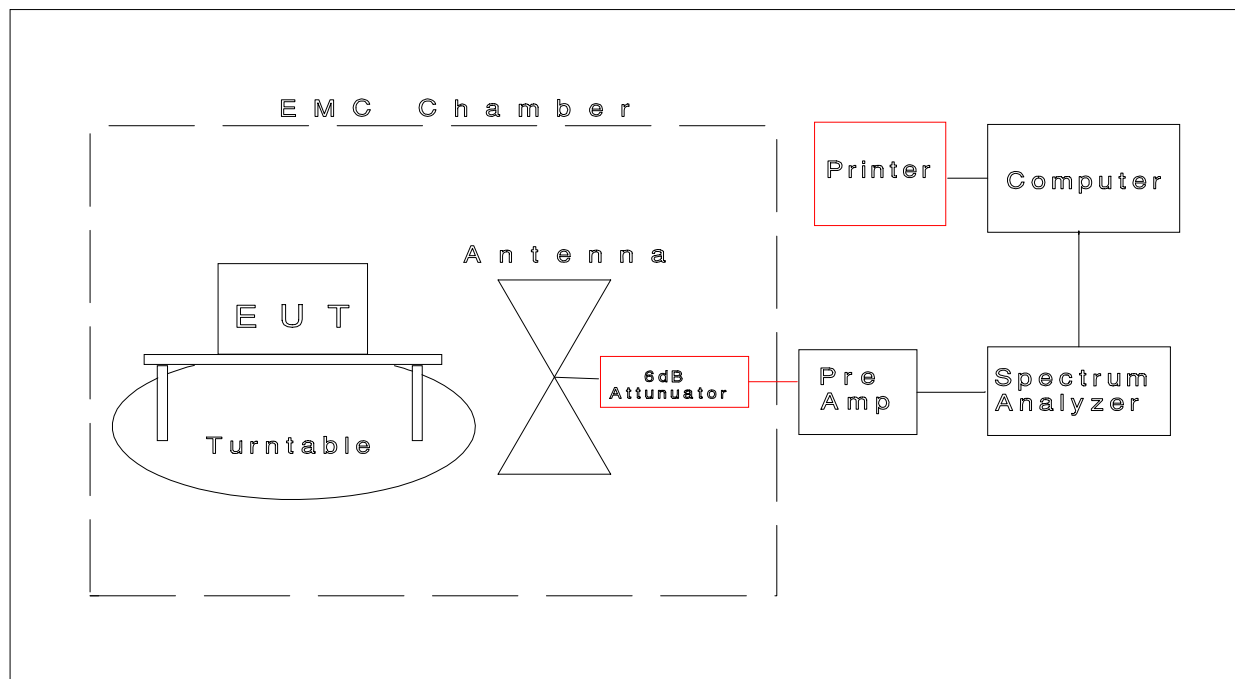 EMC Chamber
Printer
Computer
Antenna
EUT
6dB
Attunuator
Pre
Amp
Spectrum
Analyzer
Turntable